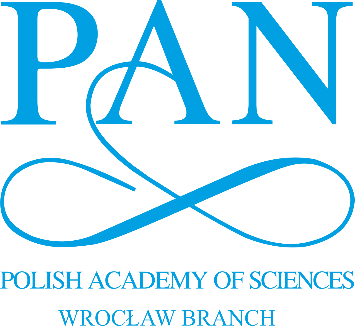 PAN
POLISH ACADEMY OF SCIENCES
WROCŁAW BRANCH